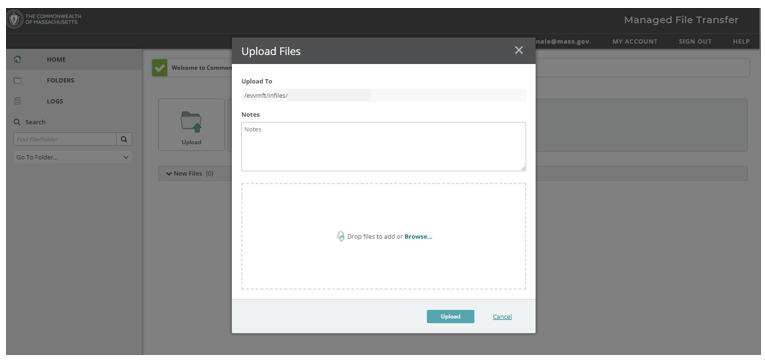 THE COMMONWEALTH
OF MASSACHUSETTS
Managed File Transfer
nale@mass.gov.
MY ACCOUNT
SIGN OUT
HELP
HOME
FOLDERS
LOGS
Search
Find File/Folder
Go To Folder...
Welcome to Common
Upload
New Files (0)
Upload Files
Upload To
/evvmft/infiles/
Notes
Notes
Drop files to add or Browse...
Upload
Cancel